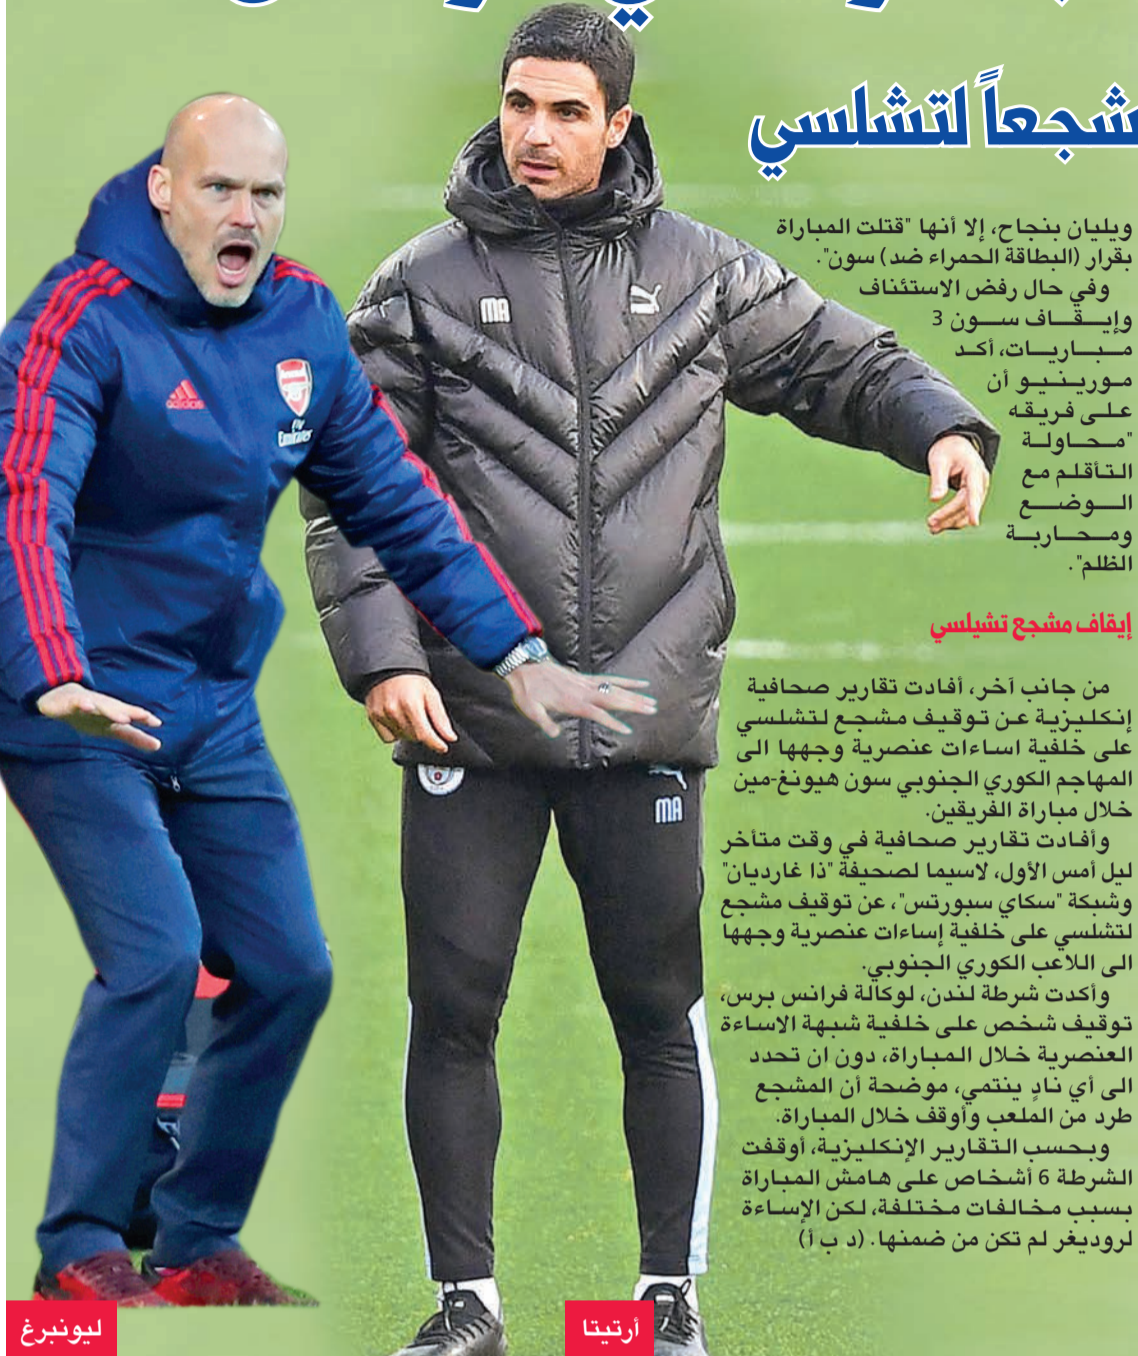 شجعاً لتشلسي
ويليان بنجاح، إلا أنها "قتلت المباراة
بقرار (البطاقة الحمراء ضد) سون".
وفي حال رفض الاستئناف
وإيقاف سون 3
مباريات، أكد
مورينيو أن
على فريقه
"محاولة
التأقلم مع
الوضع
ومحاربة
الظلم".
إيقاف مشجع تشيلسي
من جانب آخر، أفادت تقارير صحافية
إنكليزية عن توقيف مشجع لتشلسي
على خلفية اساءات عنصرية وجهها الى
المهاجم الكوري الجنوبي سون هيونغ-مين
خلال مباراة الفريقين.
وأفادت تقارير صحافية في وقت متأخر
ليل أمس الأول، لاسيما لصحيفة "ذا غارديان"
وشبكة "سكاي سبورتس"، عن توقيف مشجع
لتشلسي على خلفية إساءات عنصرية وجهها
الى اللاعب الكوري الجنوبي.
وأكدت شرطة لندن، لوكالة فرانس برس،
توقيف شخص على خلفية شبهة الاساءة
العنصرية خلال المباراة، دون ان تحدد
الى أي نادٍ ينتمي، موضحة أن المشجع
طرد من الملعب وأوقف خلال المباراة.
وبحسب التقارير الإنكليزية، أوقفت
الشرطة 6 أشخاص على هامش المباراة
بسبب مخالفات مختلفة، لكن الإساءة
لروديغر لم تكن من ضمنها. (د ب أ)
MA
adidas
Arsenal
Fly
Emirates
MA
أرتيتا
ليونبرغ